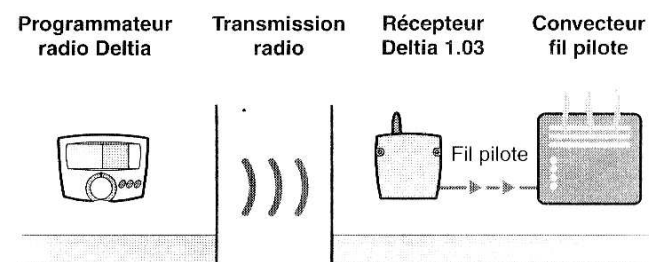 Programmateur
radio Deltia
Transmission
radio
Récepteur
Deltia 1.03
Convecteur
fil pilote
Fil pilote